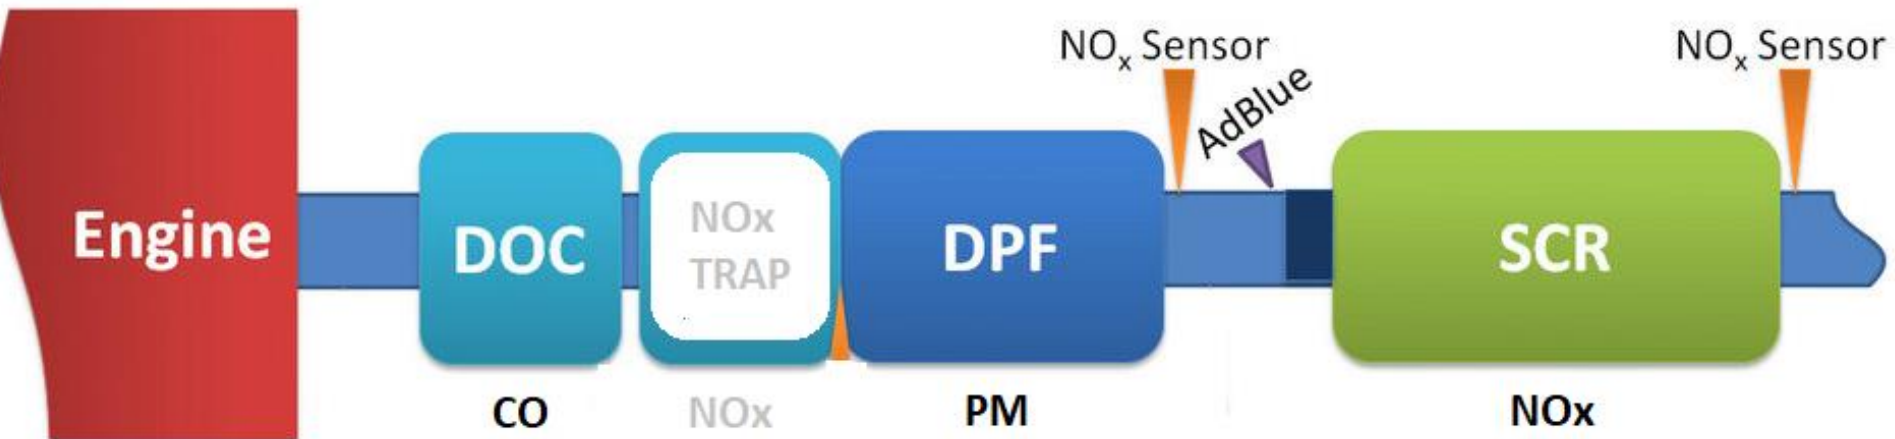 NOx Sensor
NOx Sensor
AdBlue
Engine
DOC
NOx
TRAP
DPF
SCR
CO
NOx
PM
NOx